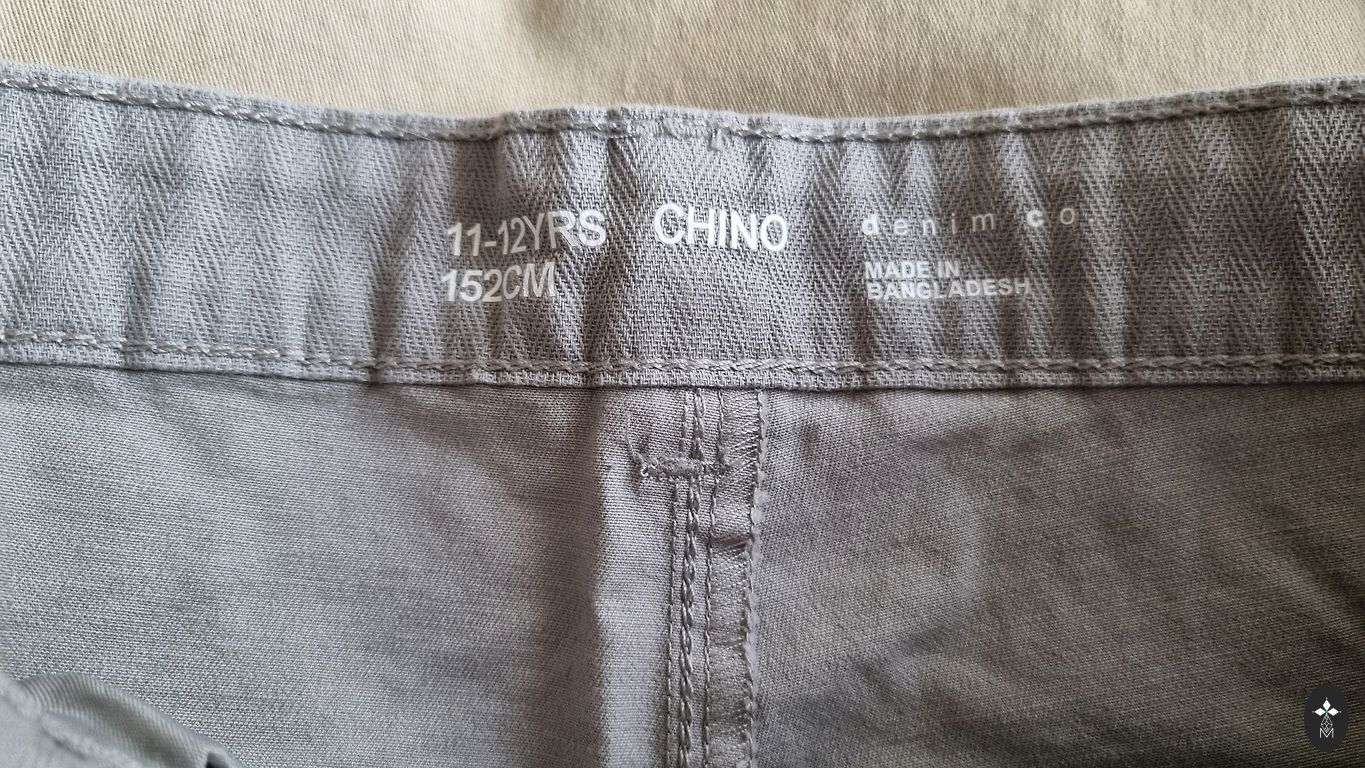 11-12YRS
152CM
CHINO
denim co
MADE IN
BANGLADESH
M